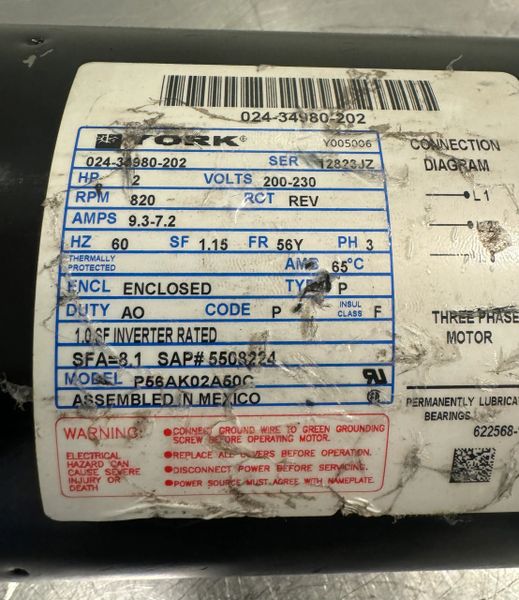 024-34980-202
YORK®
Y005006
024-34980-202 SER 12823JZ
HP 2 VOLTS 200-230
RPM 820 ROT REV
AMPS 9.3-7.2
HZ 60 SF 1.15 FR 56Y PH 3
THERMALLY PROTECTED AMB 65°C
ENCL ENCLOSED TYPE P
DUTY AO CODE P INSUL CLASS F
1.0 SF INVERTER RATED
SFA=8.1 SAP# 5508224
MODEL P56AK02A50C
ASSEMBLED IN MEXICO
WARNING:
ELECTRICAL
HAZARD CAN
CAUSE SEVERE
INJURY OR
DEATH
●CONNECT GROUND WIRE TO GREEN GROUNDING
SCREW BEFORE OPERATING MOTOR.
●REPLACE ALL COVERS BEFORE OPERATION.
●DISCONNECT POWER BEFORE SERVICING.
●POWER SOURCE MUST AGREE WITH NAMEPLATE.
CONNECTION
DIAGRAM
L1
THREE PHASE
MOTOR
PERMANENTLY LUBRICA
BEARINGS
622568-